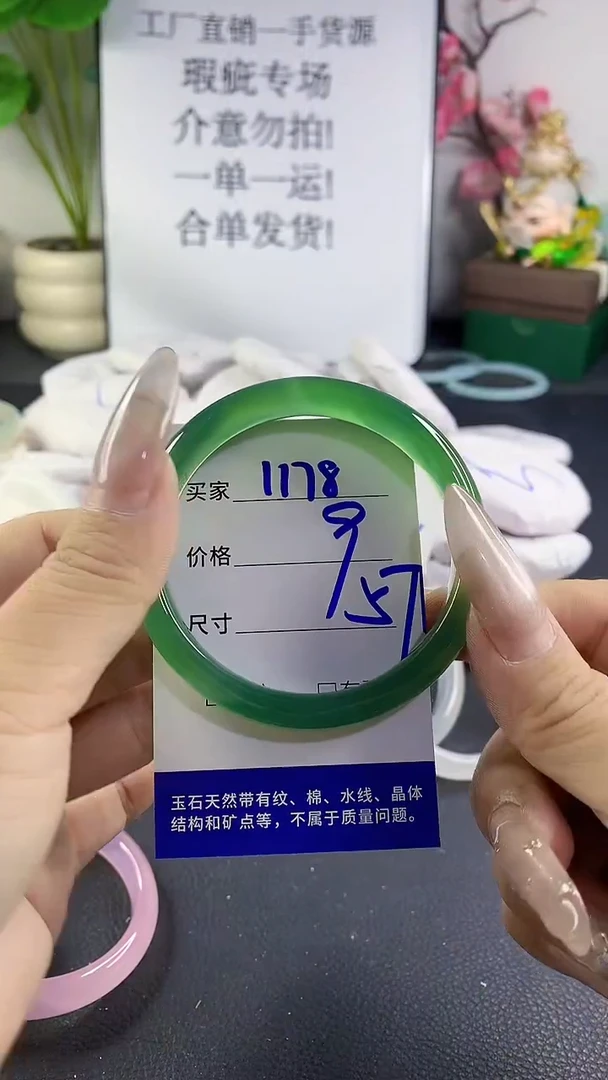 工厂直销一手货源
瑕疵专场
介意勿拍!
一单一运!
合单发货!
买家 1178
价格 9
尺寸 57
玉石天然带有纹、棉、水线、晶体
结构和矿点等，不属于质量问题。